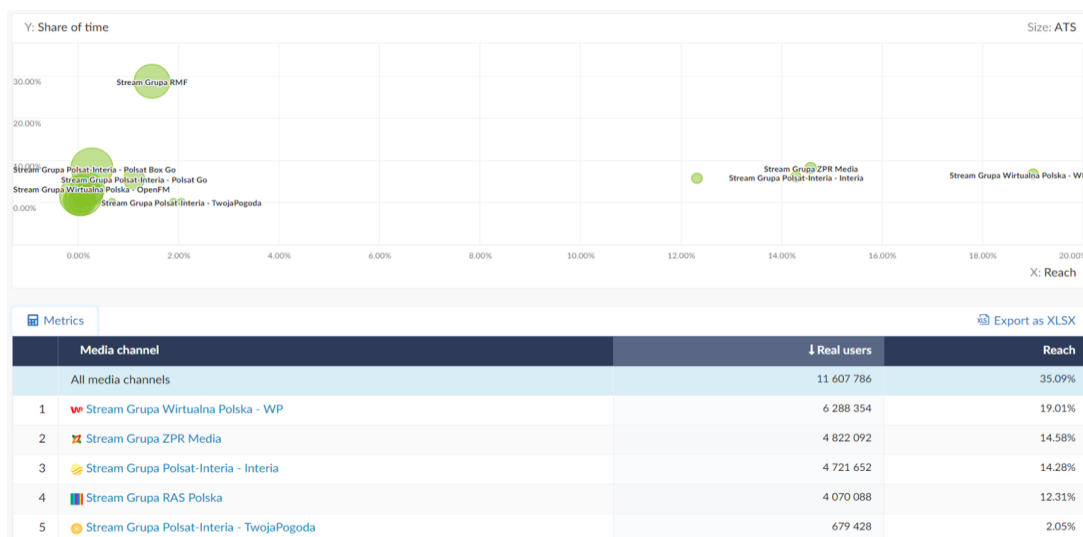 Y: Share of time Size: ATS
30.00%
Stream Grupa RMF
20.00%
10.00%
Stream Grupa ZPR Media
Stream Grupa Polsat-Interia - Polsat Box Go
Stream Grupa Wirtualna Polska - WP
Stream Grupa Polsat-Interia - Interia
Stream Grupa Polsat-Interia - Polsat Go
Stream Grupa Wirtualna Polska - OpenFM
Stream Grupa Polsat-Interia - TwojaPogoda
0.00%
0.00% 2.00% 4.00% 6.00% 8.00% 10.00% 12.00% 14.00% 16.00% 18.00% 20.00%
X: Reach
Metrics Export as XLSX
Media channel ↓ Real users Reach
All media channels 11 607 786 35.09%
1 Stream Grupa Wirtualna Polska - WP 6 288 354 19.01%
2 Stream Grupa ZPR Media 4 822 092 14.58%
3 Stream Grupa Polsat-Interia - Interia 4 721 652 14.28%
4 Stream Grupa RAS Polska 4 070 088 12.31%
5 Stream Grupa Polsat-Interia - TwojaPogoda 679 428 2.05%